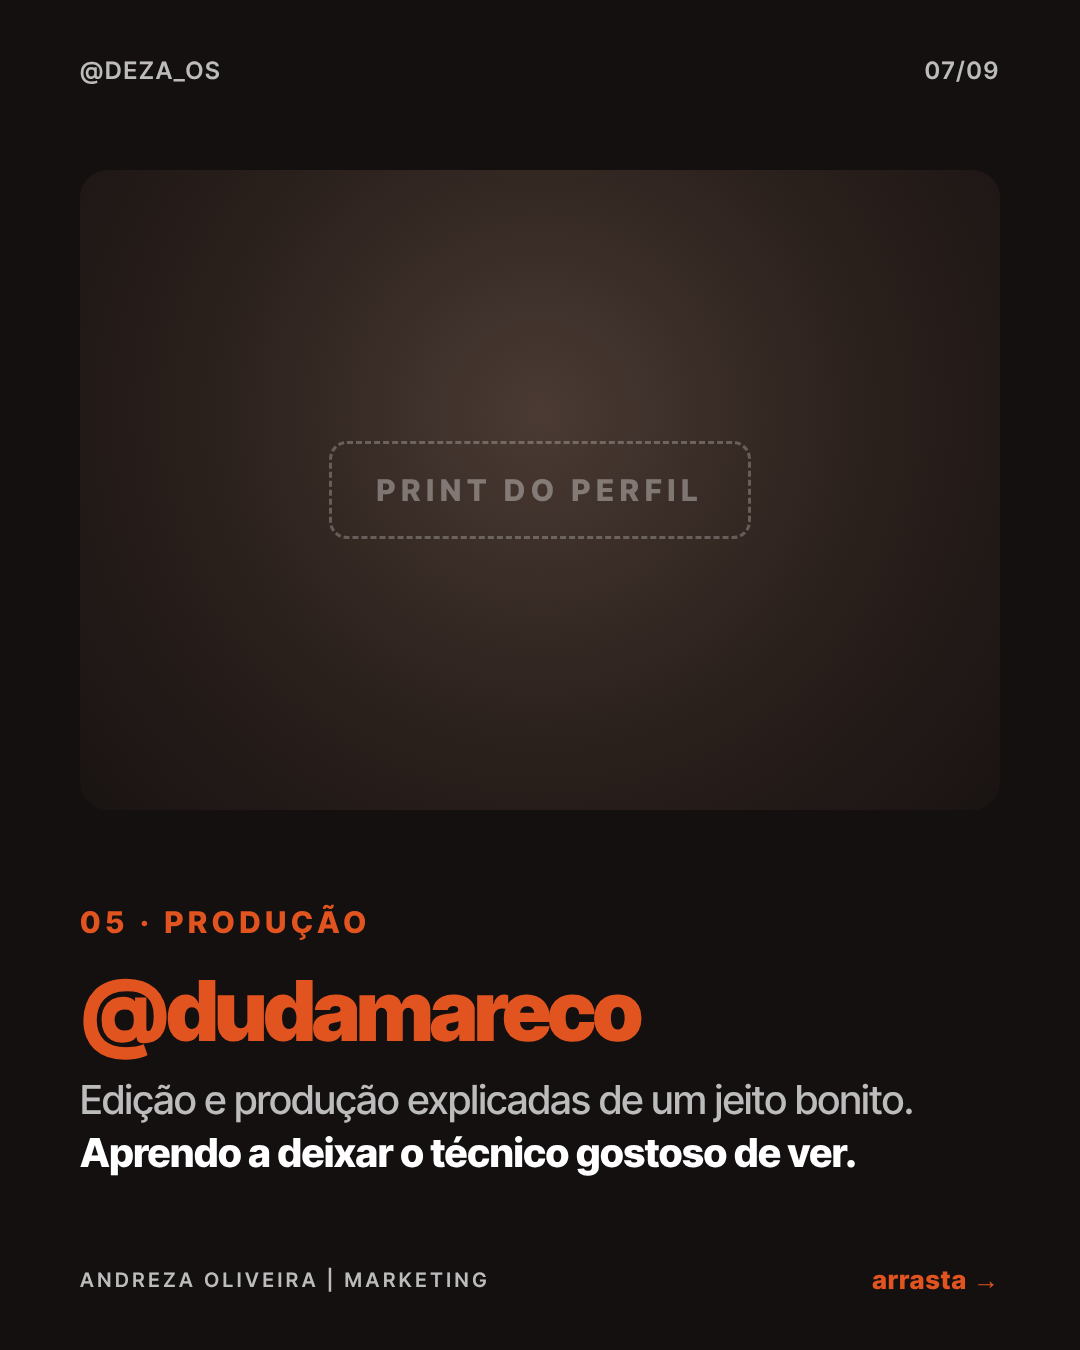 @DEZA_OS
07/09
PRINT DO PERFIL
05 · PRODUÇÃO
@dudamareco
Edição e produção explicadas de um jeito bonito.
Aprendo a deixar o técnico gostoso de ver.
ANDREZA OLIVEIRA | MARKETING
arrasta →